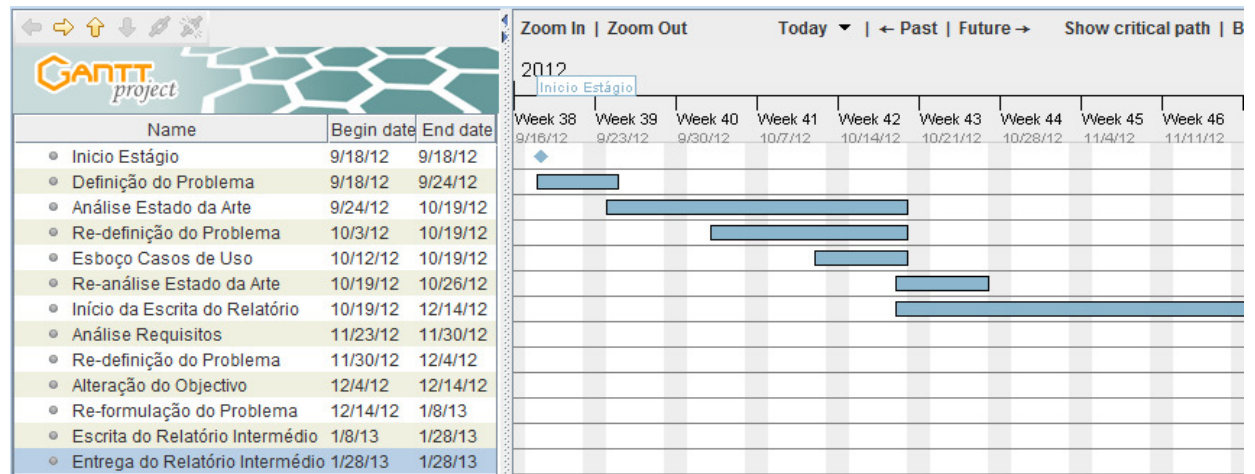 Zoom In | Zoom Out Today ▼ | ← Past | Future → Show critical path | B
GANTT
project
2012
Inicio Estágio
Week 38 Week 39 Week 40 Week 41 Week 42 Week 43 Week 44 Week 45 Week 46
9/16/12 9/23/12 9/30/12 10/7/12 10/14/12 10/21/12 10/28/12 11/4/12 11/11/12
Name Begin date End date
Inicio Estágio 9/18/12 9/18/12
Definição do Problema 9/18/12 9/24/12
Análise Estado da Arte 9/24/12 10/19/12
Re-definição do Problema 10/3/12 10/19/12
Esboço Casos de Uso 10/12/12 10/19/12
Re-análise Estado da Arte 10/19/12 10/26/12
Início da Escrita do Relatório 10/19/12 12/14/12
Análise Requisitos 11/23/12 11/30/12
Re-definição do Problema 11/30/12 12/4/12
Alteração do Objectivo 12/4/12 12/14/12
Re-formulação do Problema 12/14/12 1/8/13
Escrita do Relatório Intermédio 1/8/13 1/28/13
Entrega do Relatório Intermédio 1/28/13 1/28/13